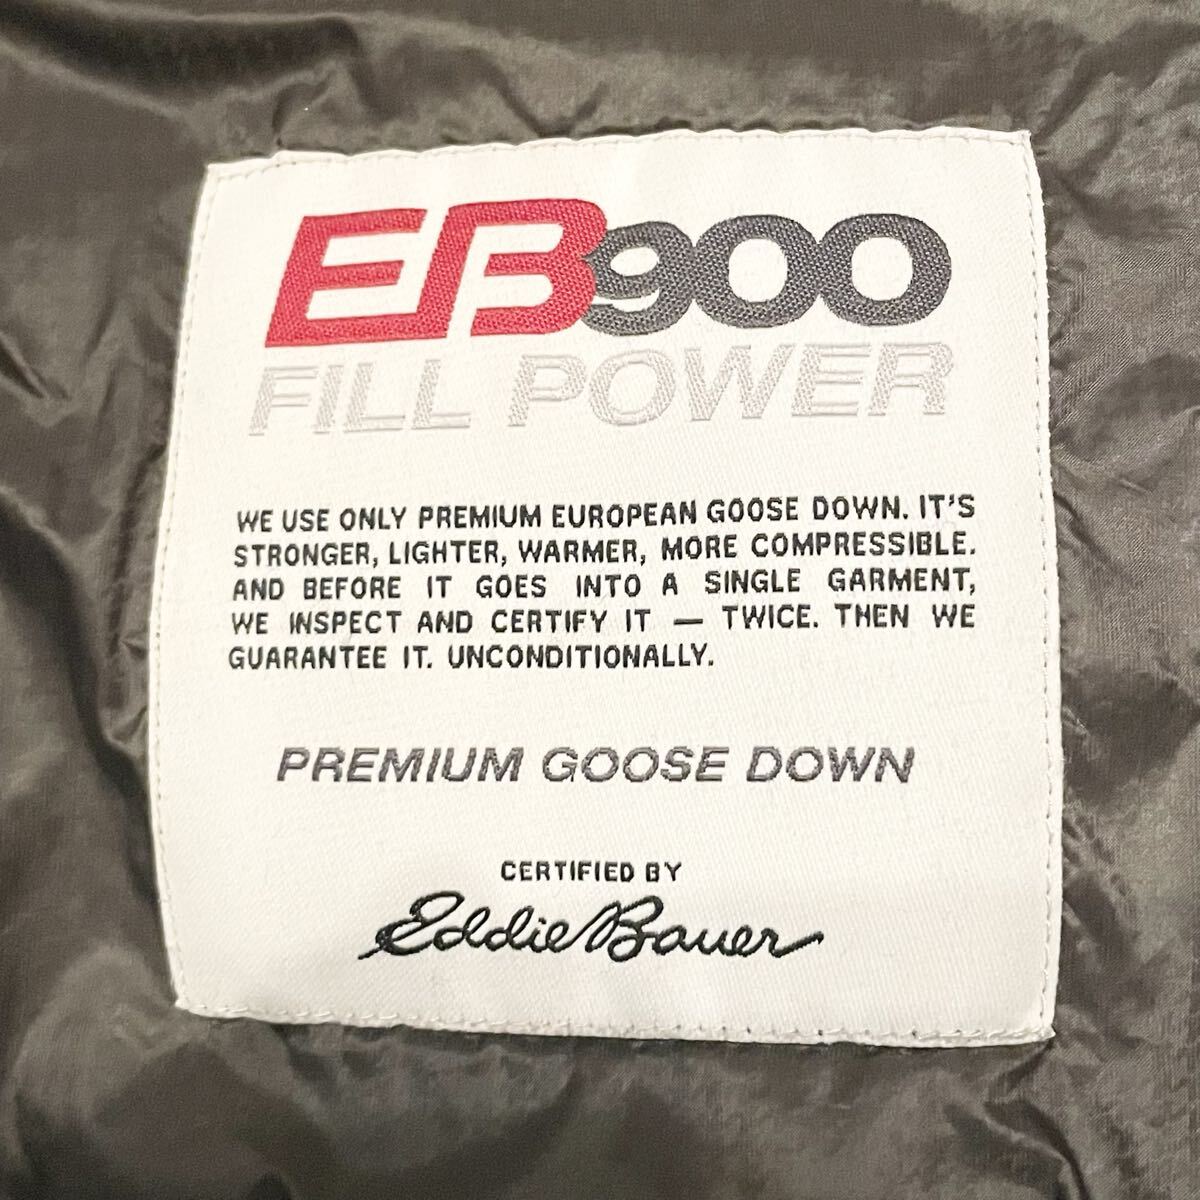 EB900
FILL POWER
WE USE ONLY PREMIUM EUROPEAN GOOSE DOWN. IT'S
STRONGER, LIGHTER, WARMER, MORE COMPRESSIBLE.
AND BEFORE IT GOES INTO A SINGLE GARMENT,
WE INSPECT AND CERTIFY IT — TWICE. THEN WE
GUARANTEE IT. UNCONDITIONALLY.
PREMIUM GOOSE DOWN
CERTIFIED BY
Eddie Bauer